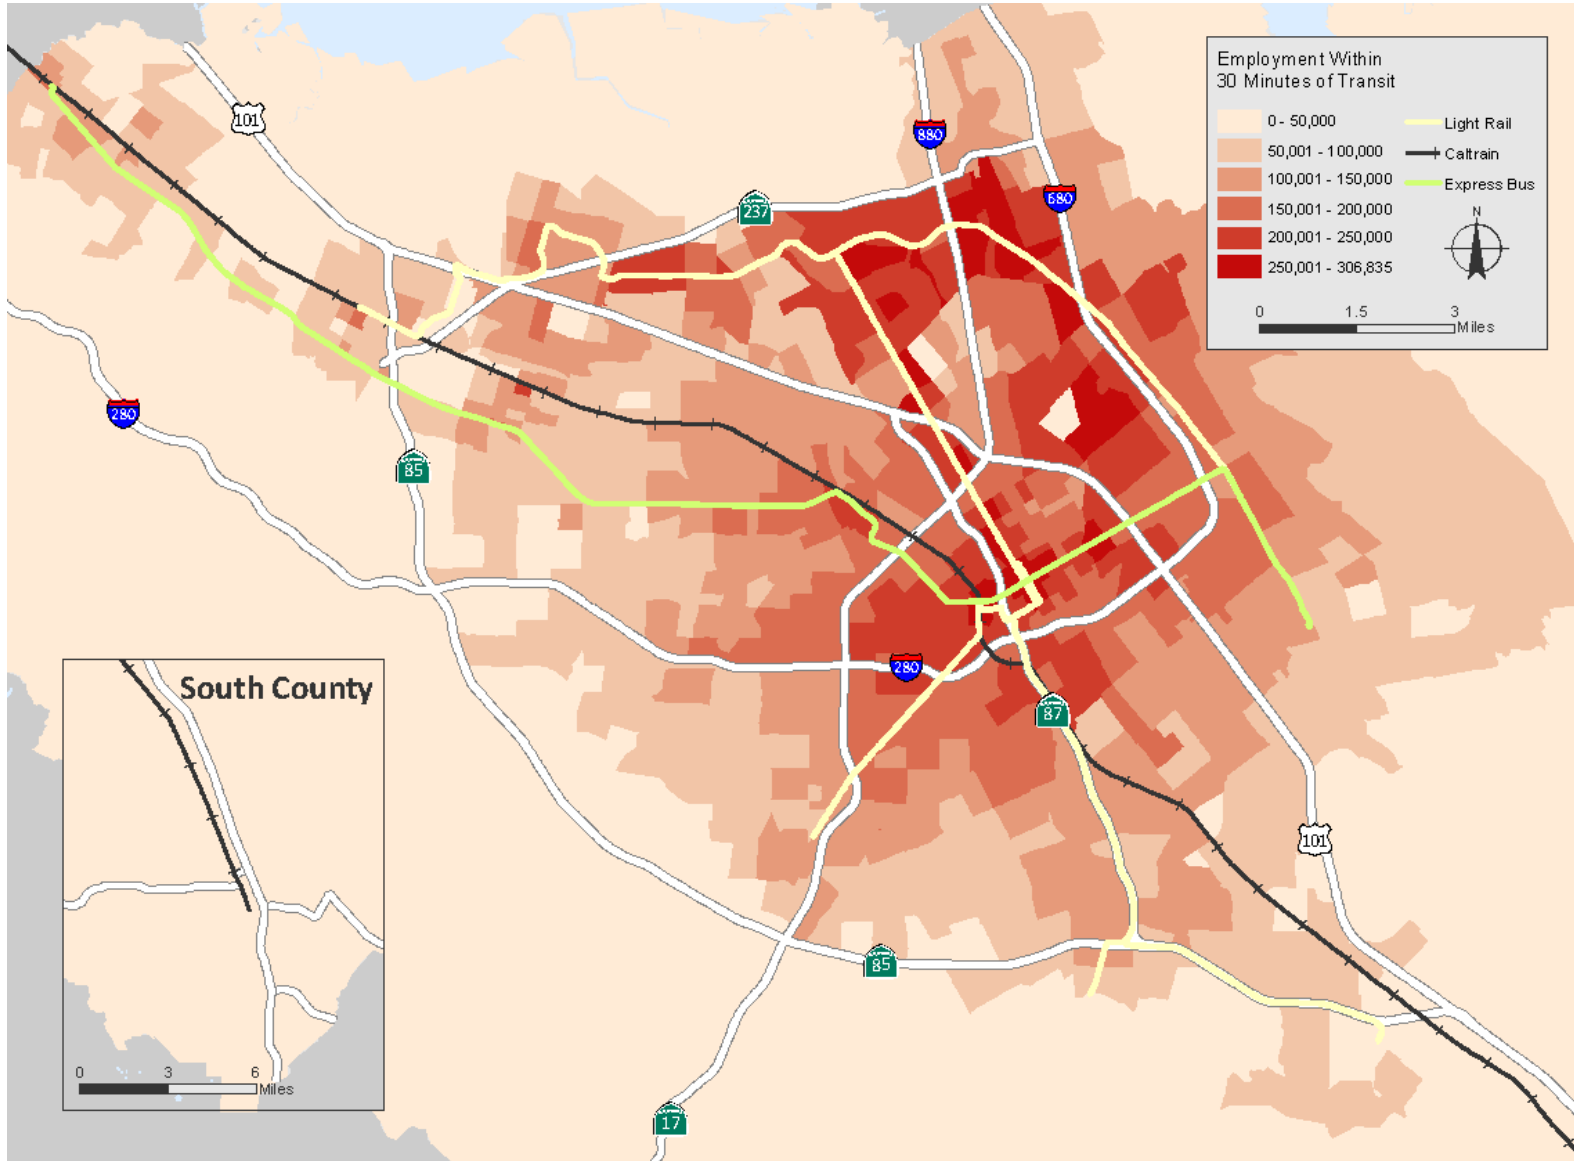 Employment Within
30 Minutes of Transit
0 - 50,000
50,001 - 100,000
100,001 - 150,000
150,001 - 200,000
200,001 - 250,000
250,001 - 306,835
Light Rail
Caltrain
Express Bus
N
0 1.5 3
Miles
101
880
237
680
280
85
280
87
101
85
17
South County
0 3 6
Miles